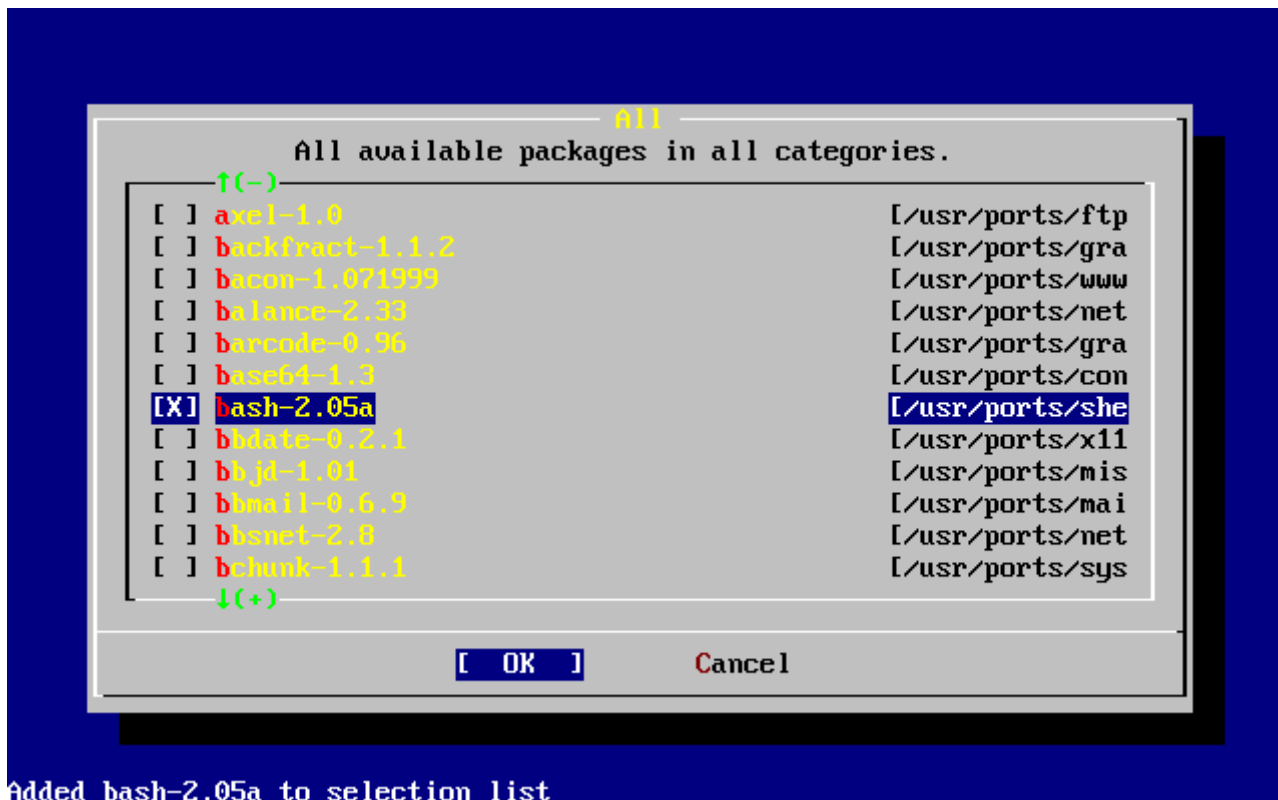 All
All available packages in all categories.
↑(-)
[ ] axel-1.0 [/usr/ports/ftp
[ ] backfract-1.1.2 [/usr/ports/gra
[ ] bacon-1.071999 [/usr/ports/www
[ ] balance-2.33 [/usr/ports/net
[ ] barcode-0.96 [/usr/ports/gra
[ ] base64-1.3 [/usr/ports/con
[X] bash-2.05a [/usr/ports/she
[ ] bbdate-0.2.1 [/usr/ports/x11
[ ] bbjd-1.01 [/usr/ports/mis
[ ] bbmail-0.6.9 [/usr/ports/mai
[ ] bbsnet-2.8 [/usr/ports/net
[ ] bchunk-1.1.1 [/usr/ports/sys
↓(+)
[ OK ] Cancel
Added bash-2.05a to selection list